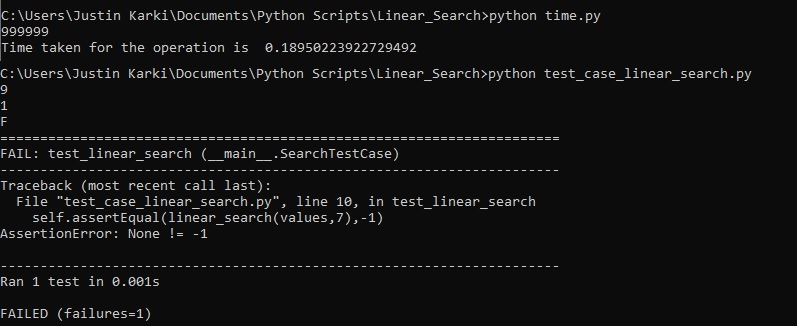 C:\Users\Justin Karki\Documents\Python Scripts\Linear_Search>python time.py
999999
Time taken for the operation is  0.18950223922729492
C:\Users\Justin Karki\Documents\Python Scripts\Linear_Search>python test_case_linear_search.py
9
1
F
======================================================================
FAIL: test_linear_search (__main__.SearchTestCase)
----------------------------------------------------------------------
Traceback (most recent call last):
  File "test_case_linear_search.py", line 10, in test_linear_search
    self.assertEqual(linear_search(values,7),-1)
AssertionError: None != -1
----------------------------------------------------------------------
Ran 1 test in 0.001s
FAILED (failures=1)